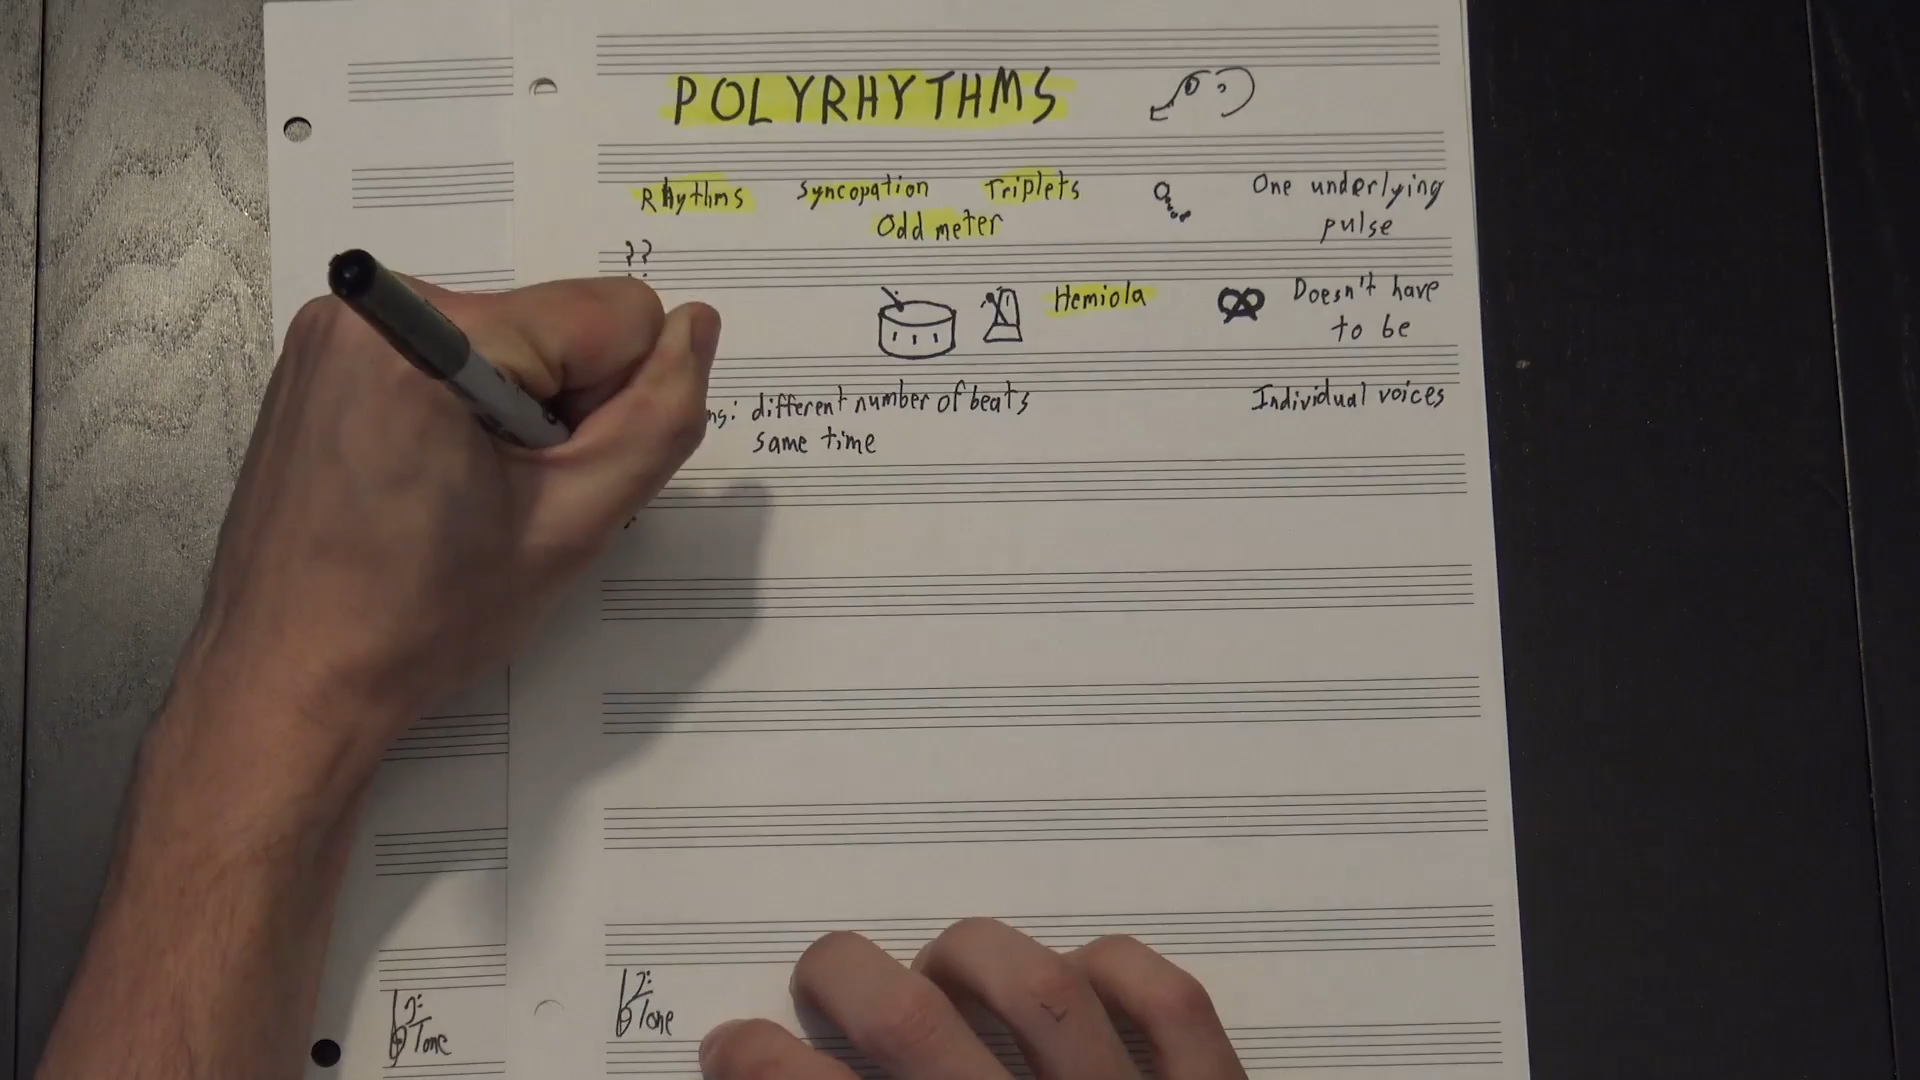 POLYRHYTHMS
Rhythms Syncopation Triplets
Odd meter
One underlying
pulse
??
Hemiola
Doesn't have
to be
different number of beats
same time
Individual voices
Tone
Tone